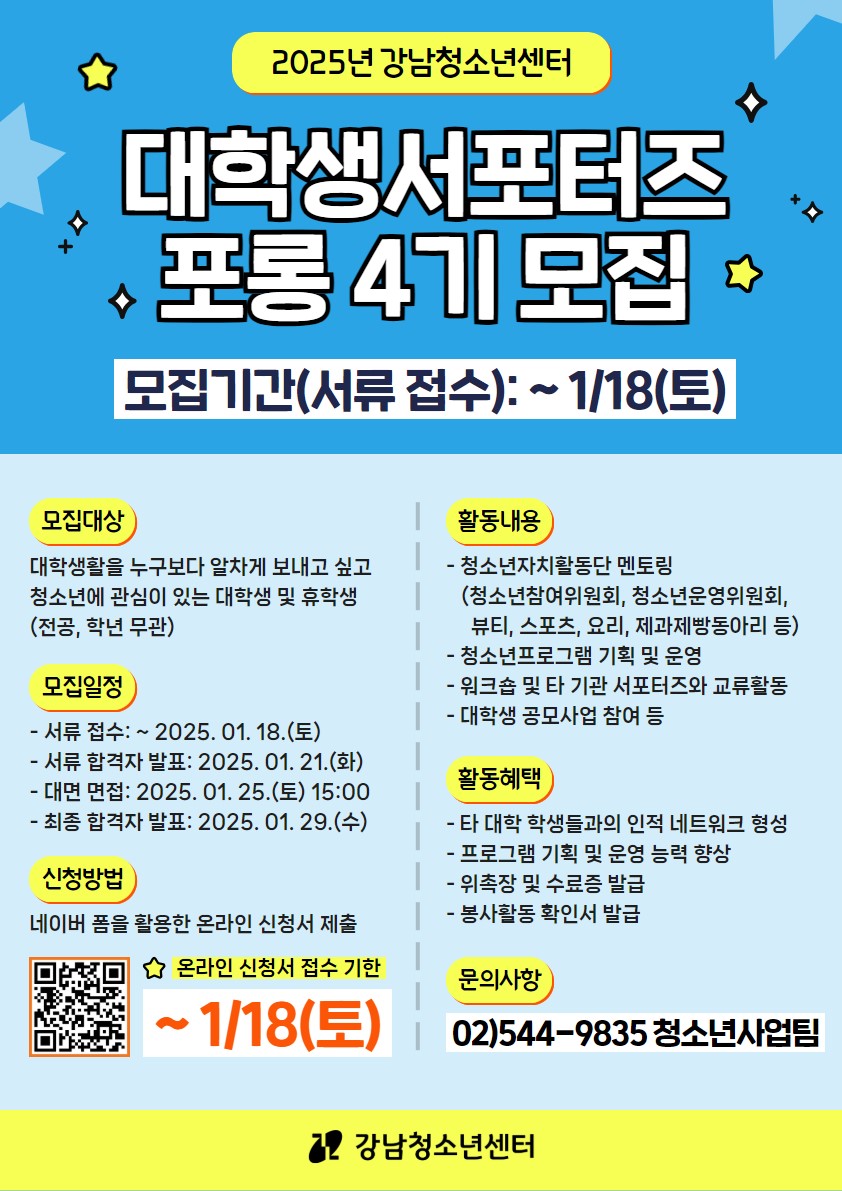 2025년 강남청소년센터
대학생서포터즈
포롱 4기 모집
모집기간(서류 접수): ~ 1/18(토)
모집대상
대학생활을 누구보다 알차게 보내고 싶고
청소년에 관심이 있는 대학생 및 휴학생
(전공, 학년 무관)
모집일정
- 서류 접수: ~ 2025. 01. 18.(토)
- 서류 합격자 발표: 2025. 01. 21.(화)
- 대면 면접: 2025. 01. 25.(토) 15:00
- 최종 합격자 발표: 2025. 01. 29.(수)
신청방법
네이버 폼을 활용한 온라인 신청서 제출
온라인 신청서 접수 기한
~ 1/18(토)
활동내용
- 청소년자치활동단 멘토링
(청소년참여위원회, 청소년운영위원회,
뷰티, 스포츠, 요리, 제과제빵동아리 등)
- 청소년프로그램 기획 및 운영
- 워크숍 및 타 기관 서포터즈와 교류활동
- 대학생 공모사업 참여 등
활동혜택
- 타 대학 학생들과의 인적 네트워크 형성
- 프로그램 기획 및 운영 능력 향상
- 위촉장 및 수료증 발급
- 봉사활동 확인서 발급
문의사항
02)544-9835 청소년사업팀
강남청소년센터